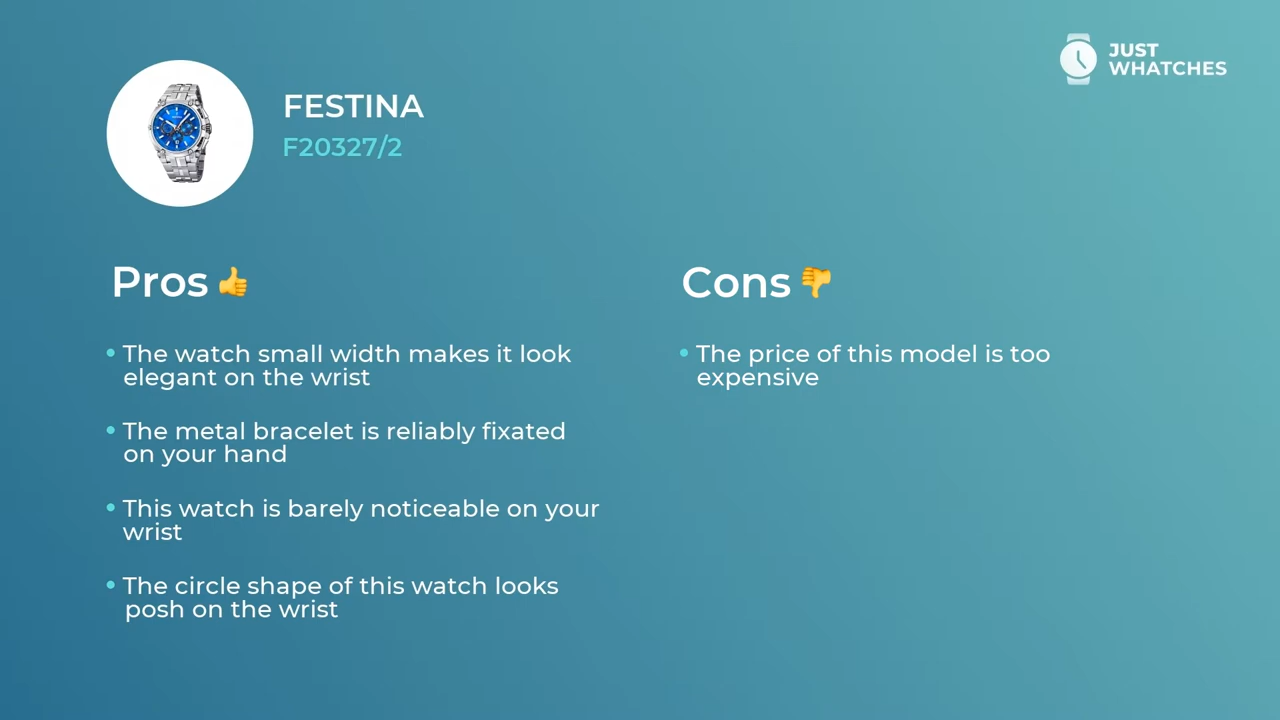 JUST
WHATCHES
FESTINA
F20327/2
Pros 👍
• The watch small width makes it look
elegant on the wrist
• The metal bracelet is reliably fixated
on your hand
• This watch is barely noticeable on your
wrist
• The circle shape of this watch looks
posh on the wrist
Cons 👎
• The price of this model is too
expensive